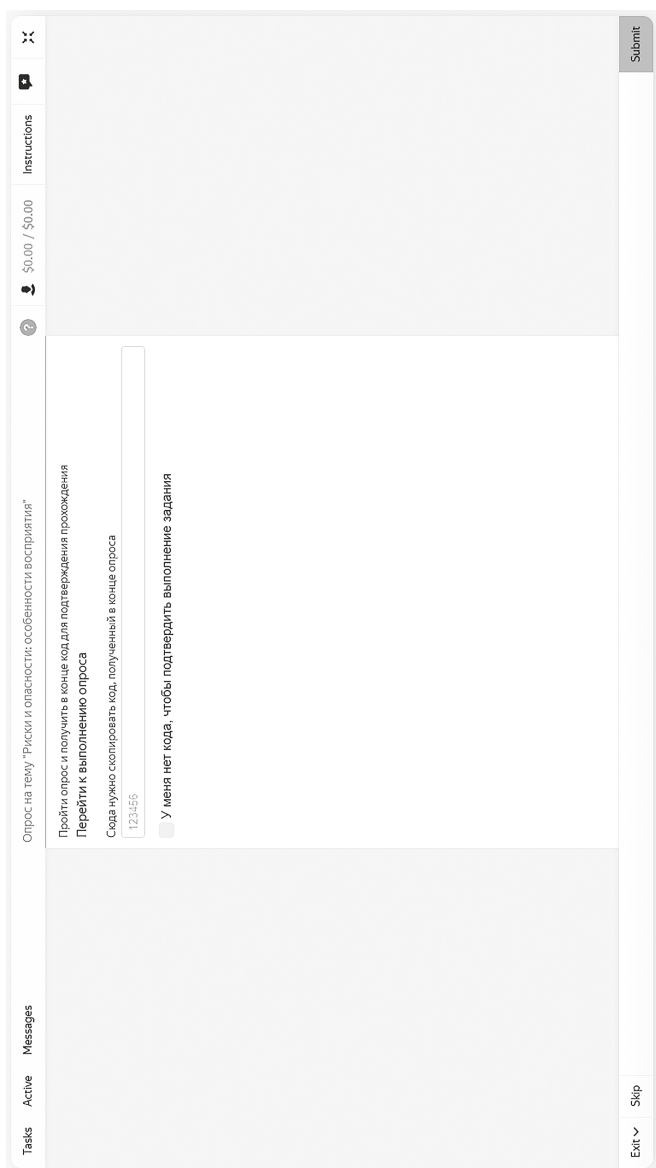 Tasks Active Messages Опрос на тему "Риски и опасности: особенности восприятия" ? $0.00 / $0.00 Instructions
Пройти опрос и получить в конце код для подтверждения прохождения
Перейти к выполнению опроса
Сюда нужно скопировать код, полученный в конце опроса
123456
У меня нет кода, чтобы подтвердить выполнение задания
Exit Skip Submit